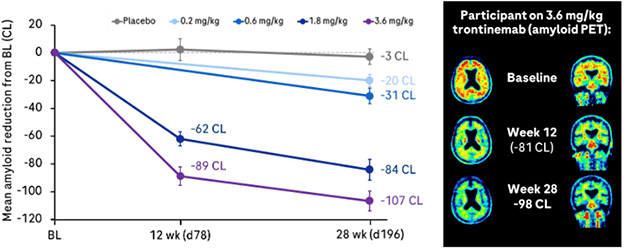 Placebo 0.2 mg/kg 0.6 mg/kg 1.8 mg/kg 3.6 mg/kg
Mean amyloid reduction from BL (CL)
20
0
-20
-40
-60
-80
-100
-120
-3 CL
-20 CL
-31 CL
-62 CL
-84 CL
-89 CL
-107 CL
BL 12 wk (d78) 28 wk (d196)
Participant on 3.6 mg/kg
trontinemab (amyloid PET):
Baseline
Week 12
(-81 CL)
Week 28
-98 CL